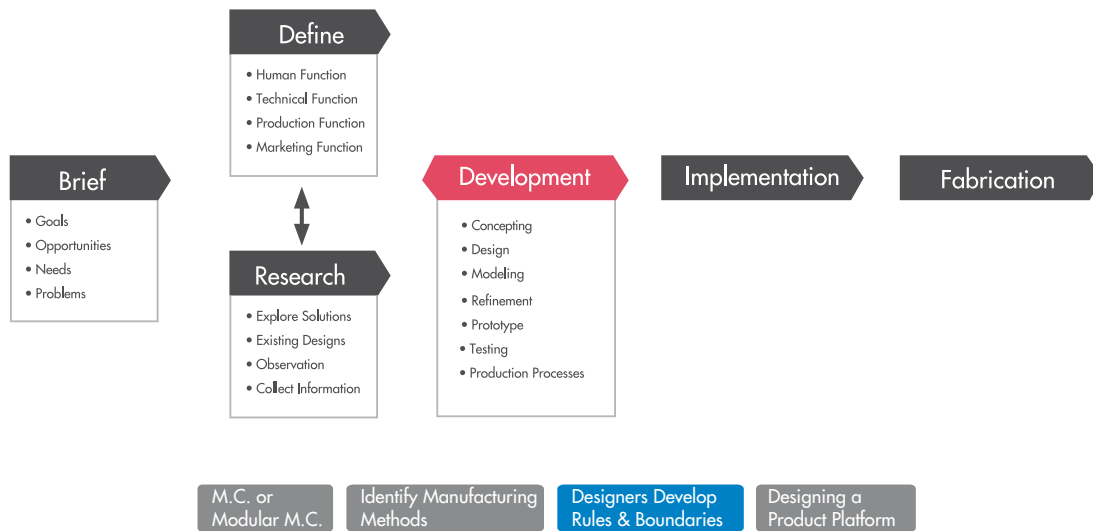 Define
• Human Function
• Technical Function
• Production Function
• Marketing Function
Brief
• Goals
• Opportunities
• Needs
• Problems
Research
• Explore Solutions
• Existing Designs
• Observation
• Collect Information
Development
• Concepting
• Design
• Modeling
• Refinement
• Prototype
• Testing
• Production Processes
Implementation
Fabrication
M.C. or
Modular M.C.
Identify Manufacturing
Methods
Designers Develop
Rules & Boundaries
Designing a
Product Platform